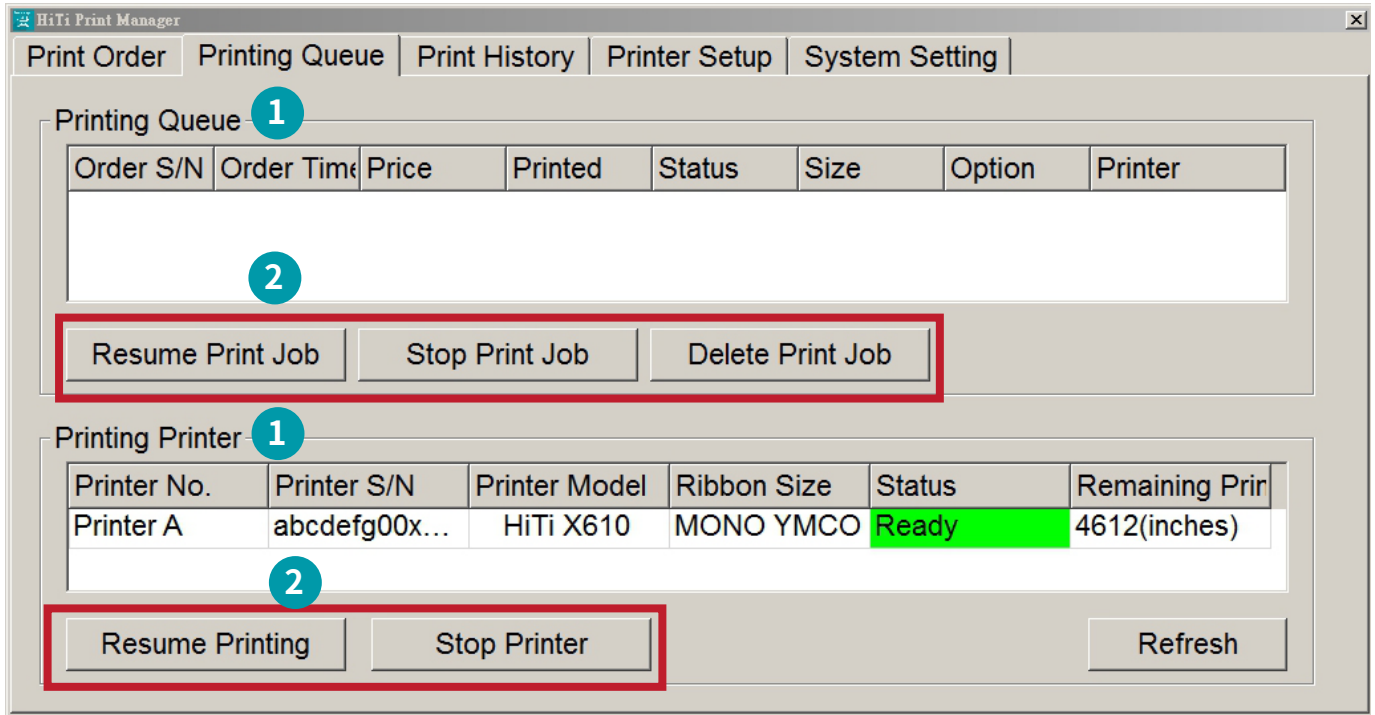 HiTi Print Manager
Print Order Printing Queue Print History Printer Setup System Setting
Printing Queue 1
Order S/N Order Time Price Printed Status Size Option Printer
2
Resume Print Job Stop Print Job Delete Print Job
Printing Printer 1
Printer No. Printer S/N Printer Model Ribbon Size Status Remaining Prin
Printer A abcdefg00x... HiTi X610 MONO YMCO Ready 4612(inches)
2
Resume Printing Stop Printer Refresh